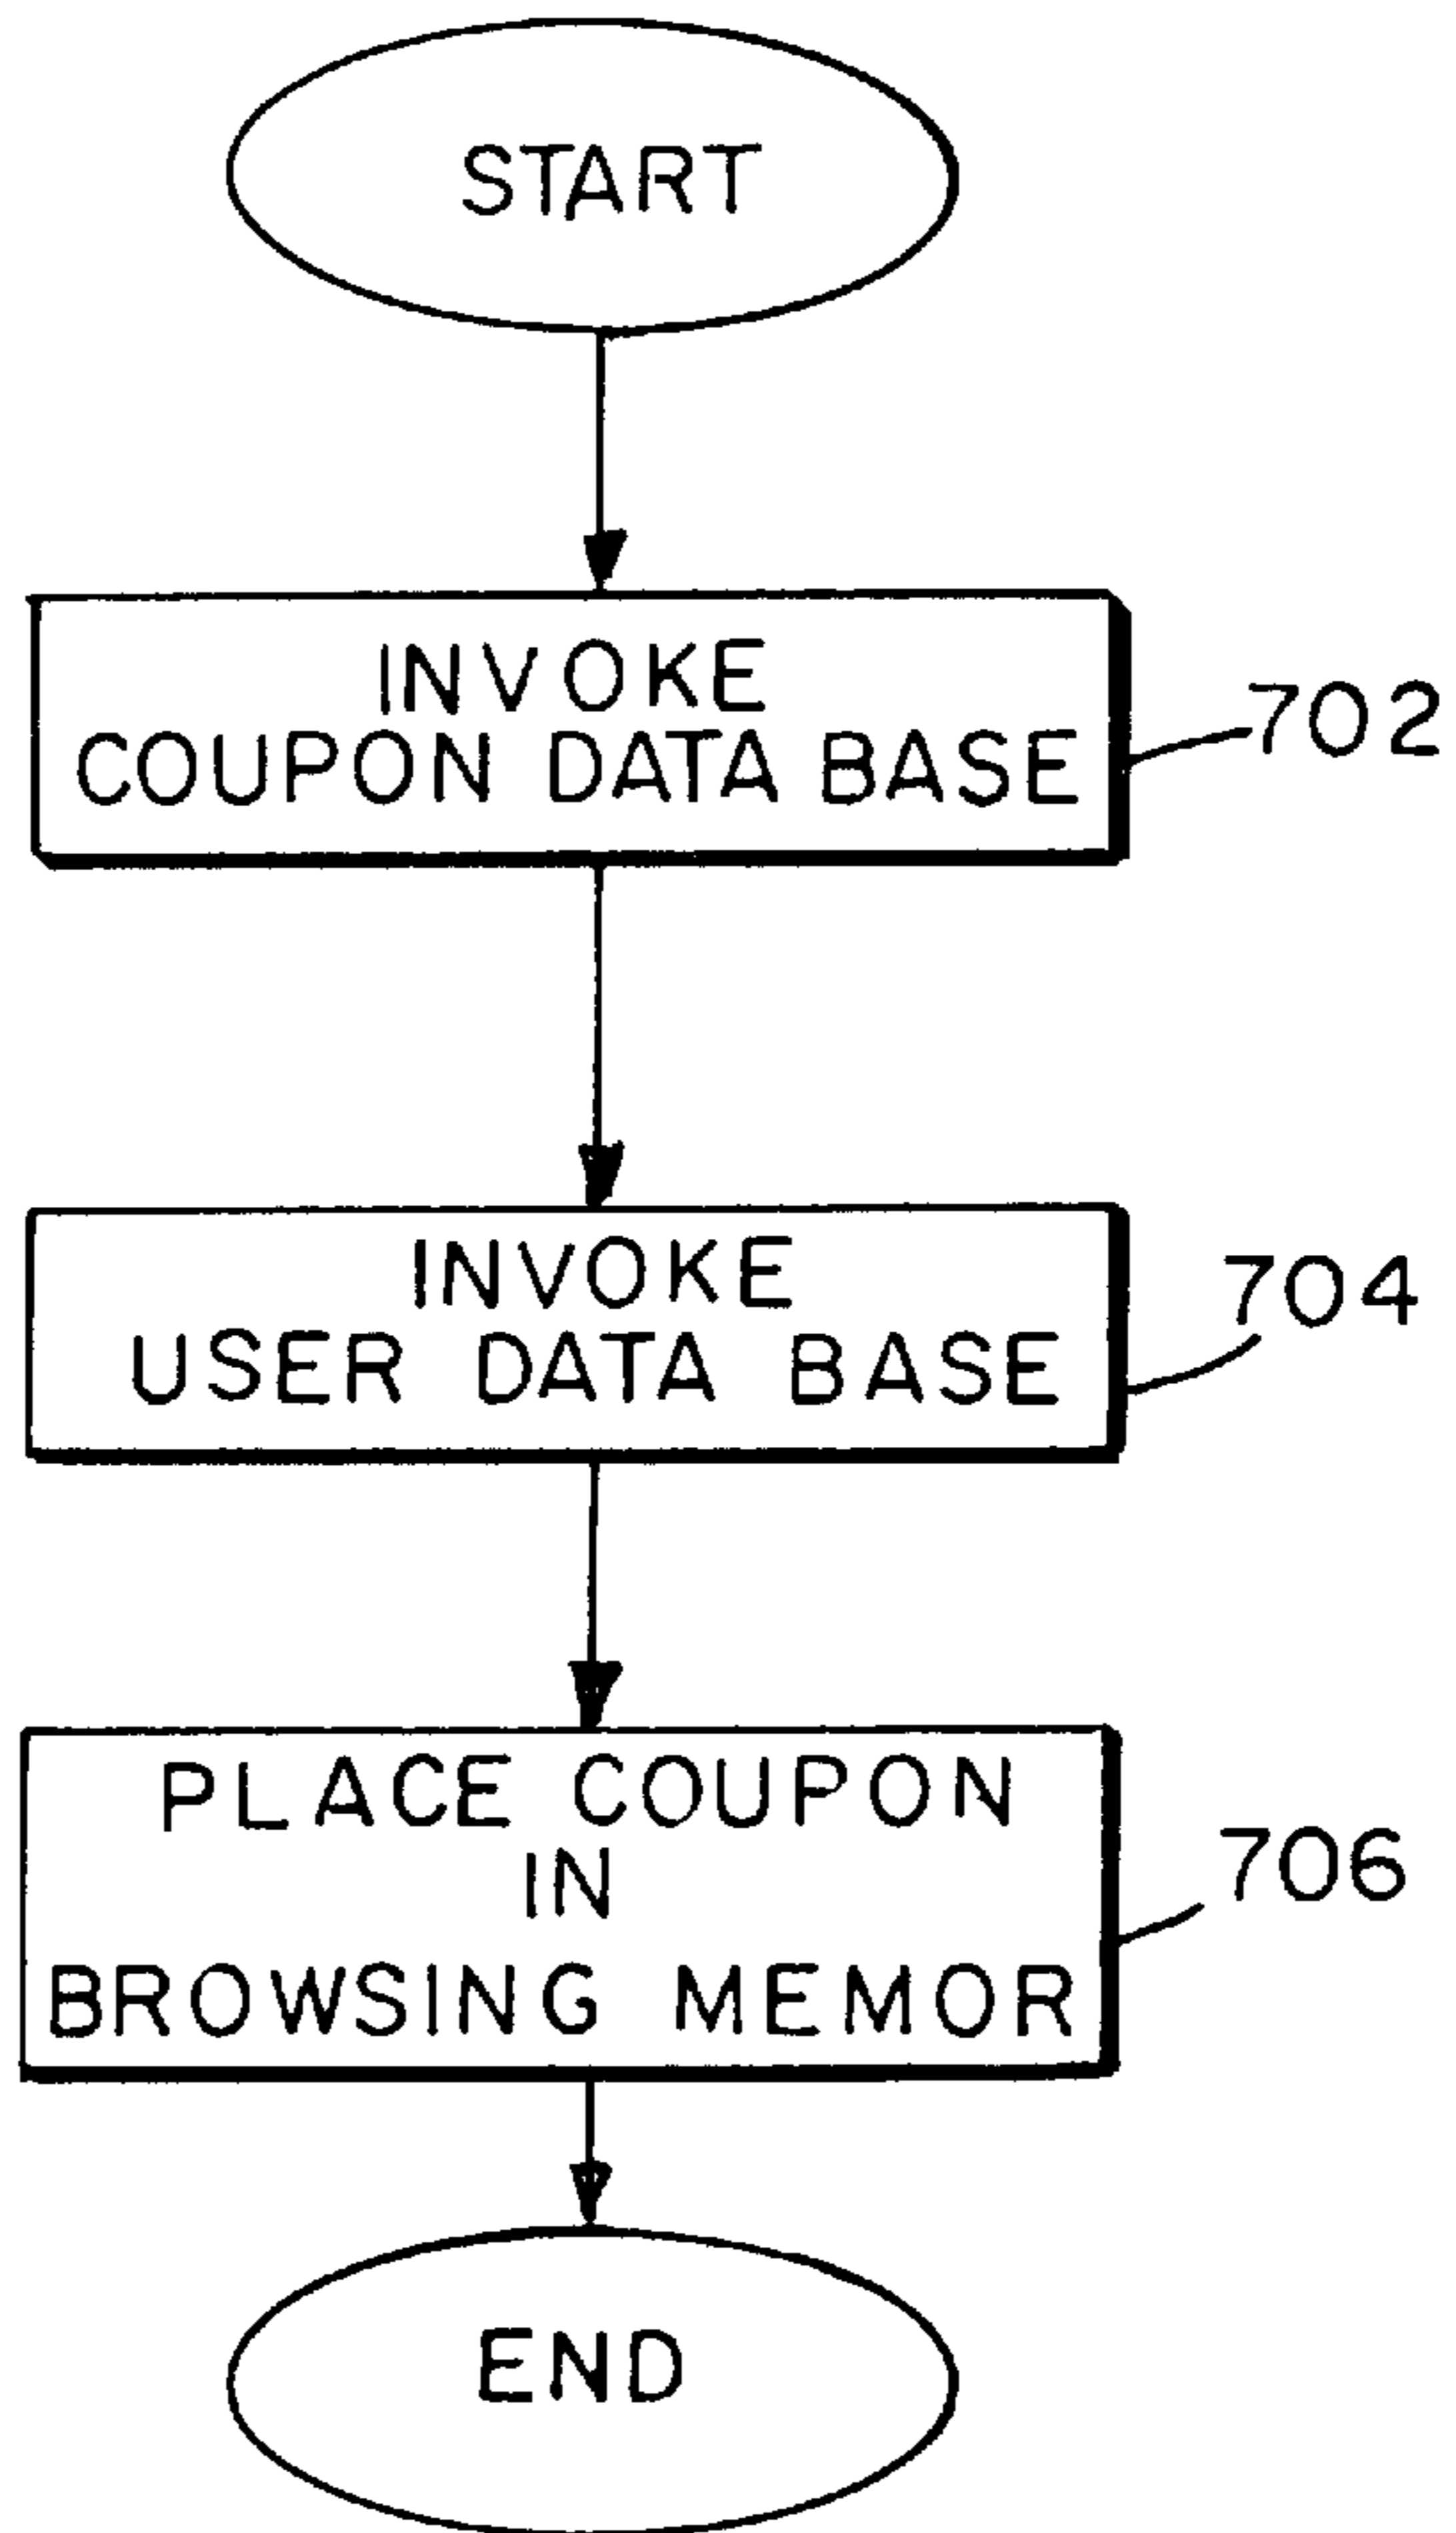 START
INVOKE
COUPON DATA BASE
702
INVOKE
USER DATA BASE
704
PLACE COUPON
IN
BROWSING MEMOR
706
END